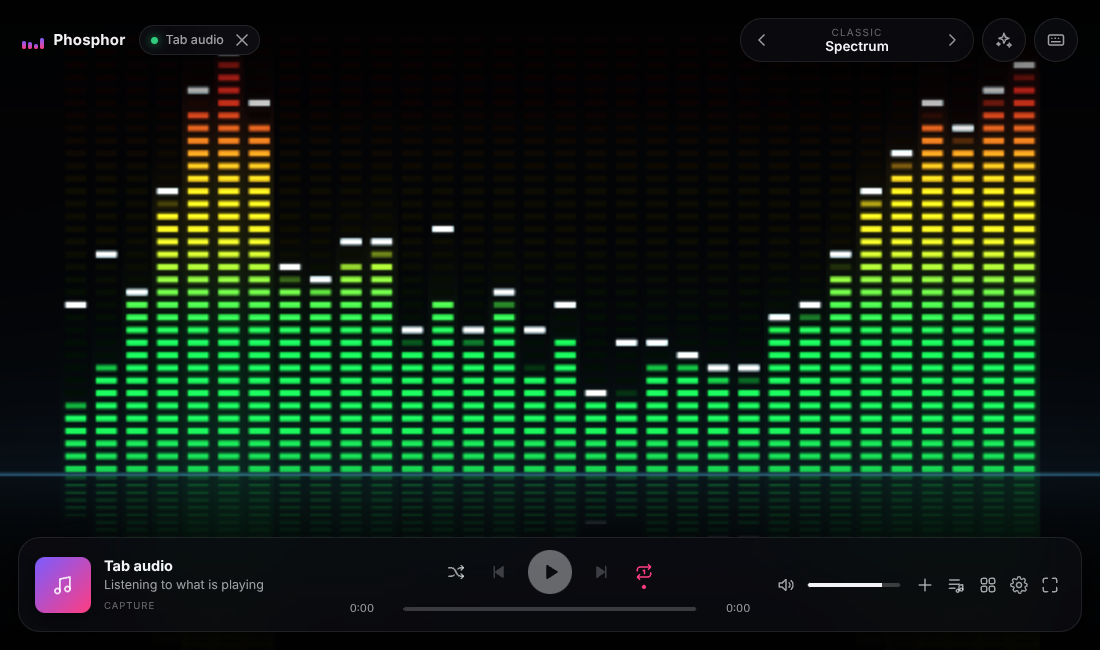 Phosphor
Tab audio
CLASSIC
Spectrum
Tab audio
Listening to what is playing
CAPTURE
0:00
0:00